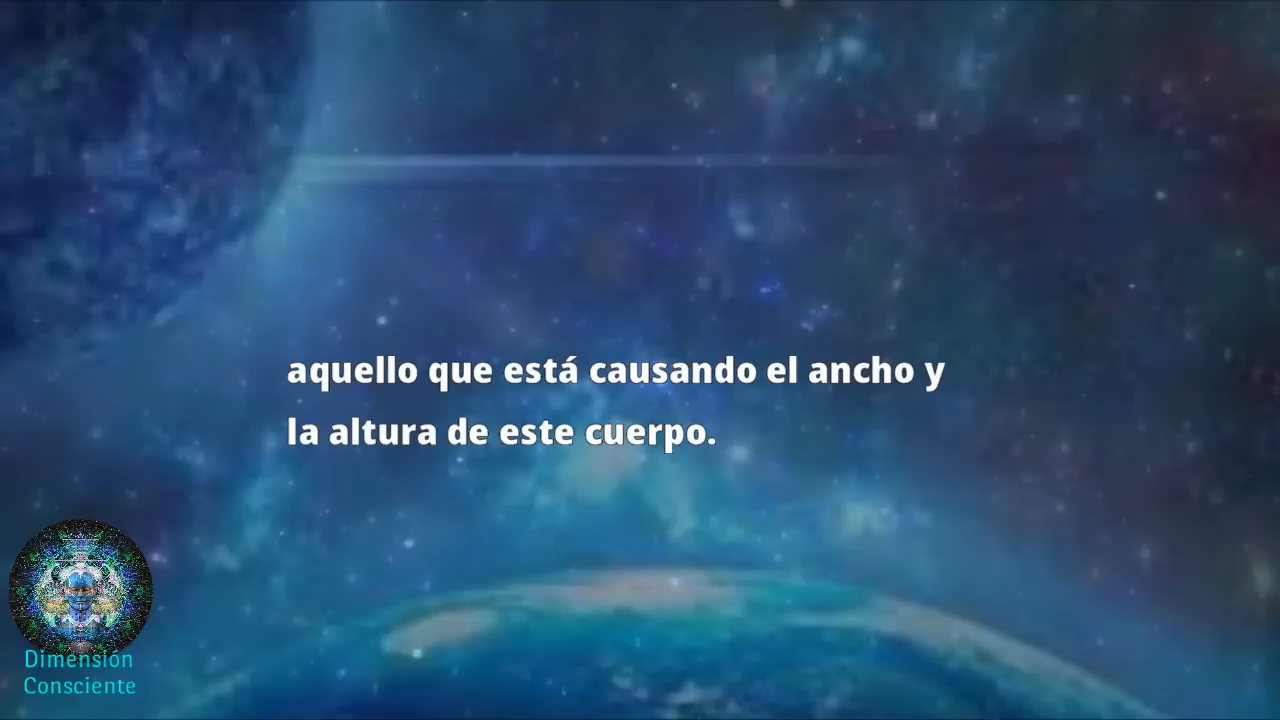 aquello que está causando el ancho y
la altura de este cuerpo.
Dimensión
Consciente